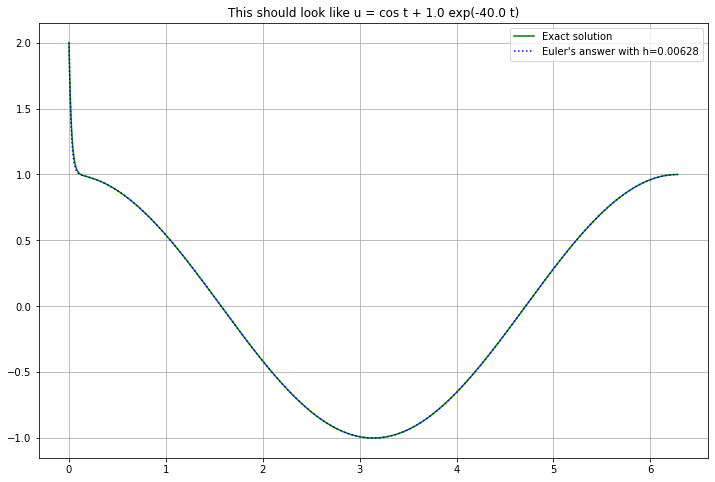 This should look like u = cos t + 1.0 exp(-40.0 t)
Exact solution
Euler's answer with h=0.00628
2.0
1.5
1.0
0.5
0.0
−0.5
−1.0
0 1 2 3 4 5 6